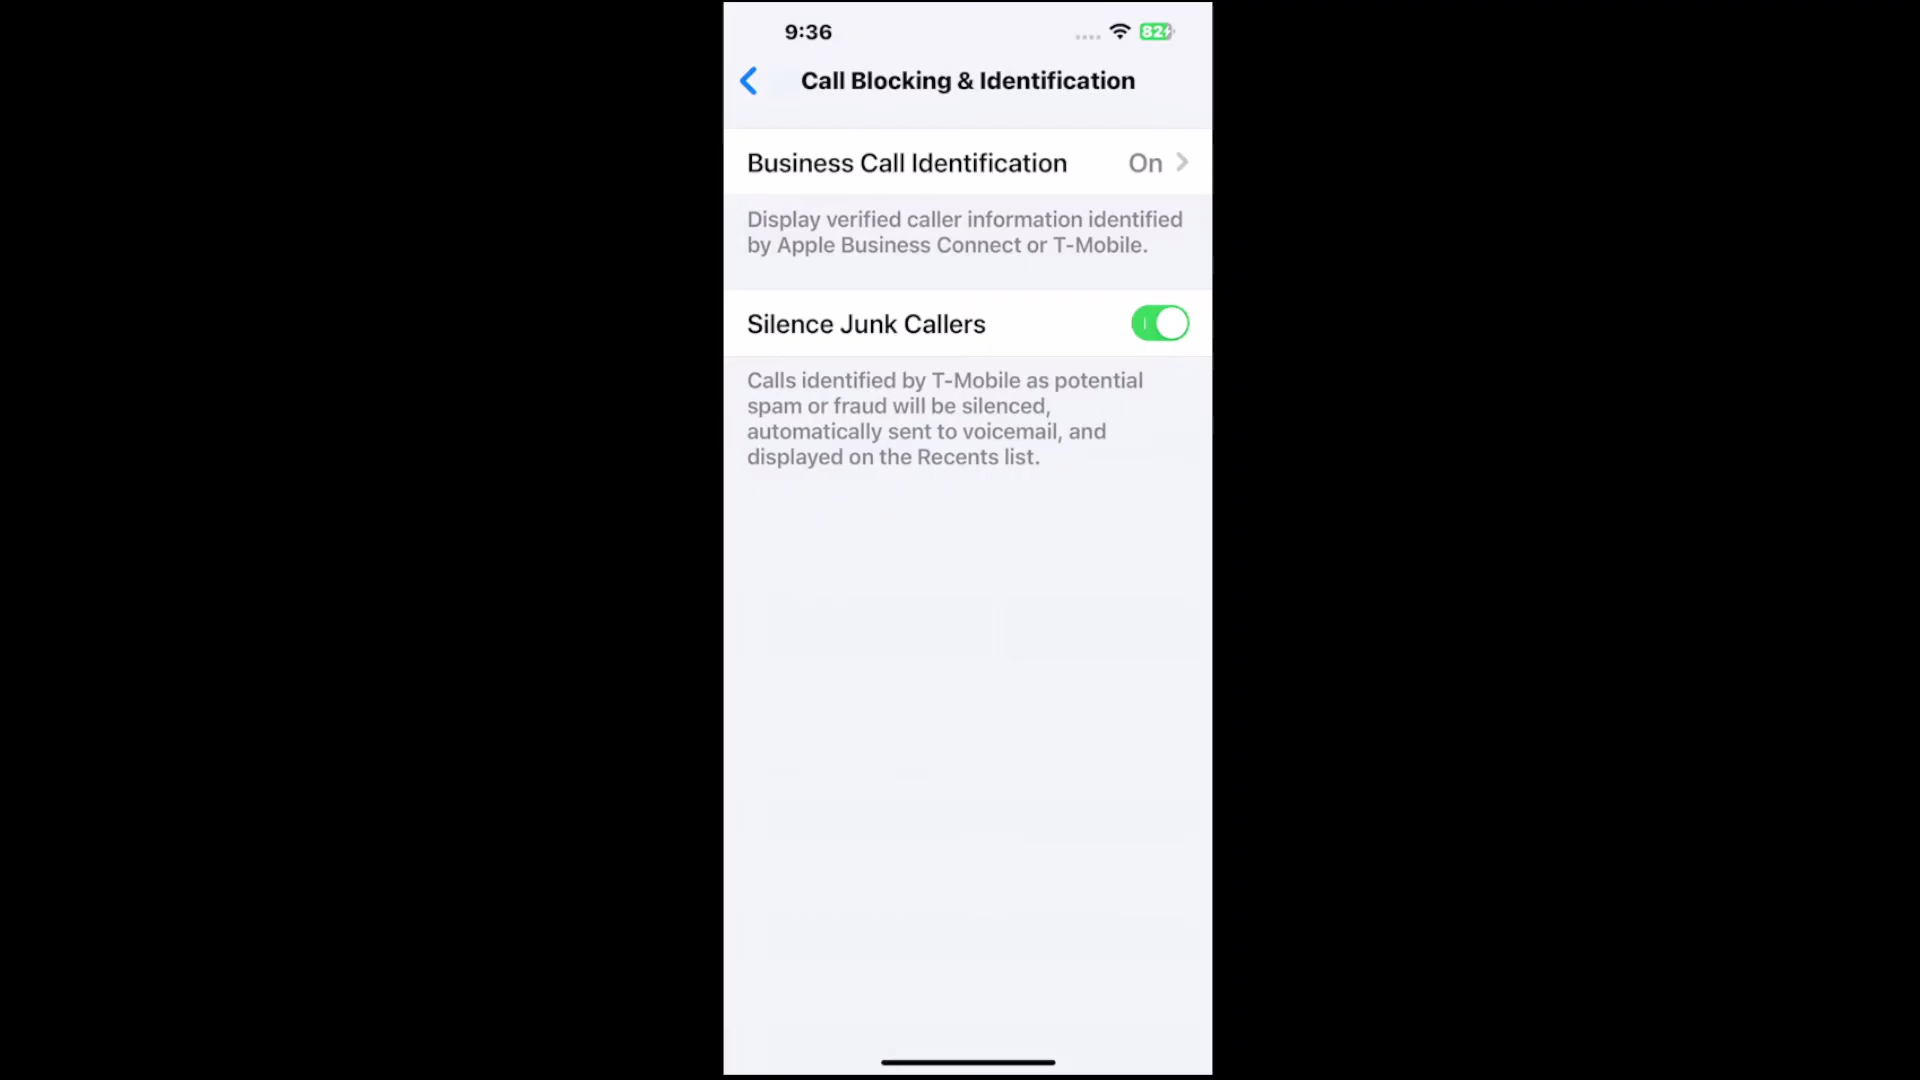 9:36
82
Call Blocking & Identification
Business Call Identification On
Display verified caller information identified
by Apple Business Connect or T-Mobile.
Silence Junk Callers
Calls identified by T-Mobile as potential
spam or fraud will be silenced,
automatically sent to voicemail, and
displayed on the Recents list.